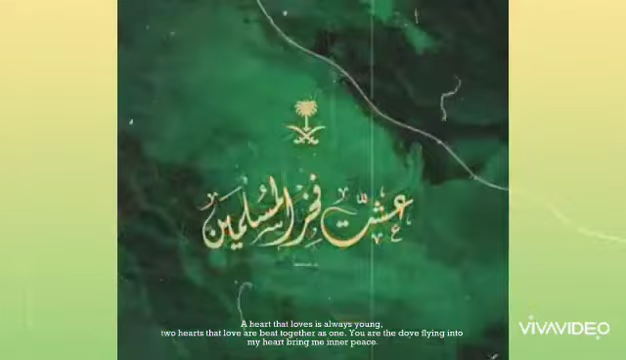 عشت فخر المسلمين
A heart that loves is always young,
two hearts that love are beat together as one. You are the dove flying into
my heart bring me inner peace.
VIVAVIDEO